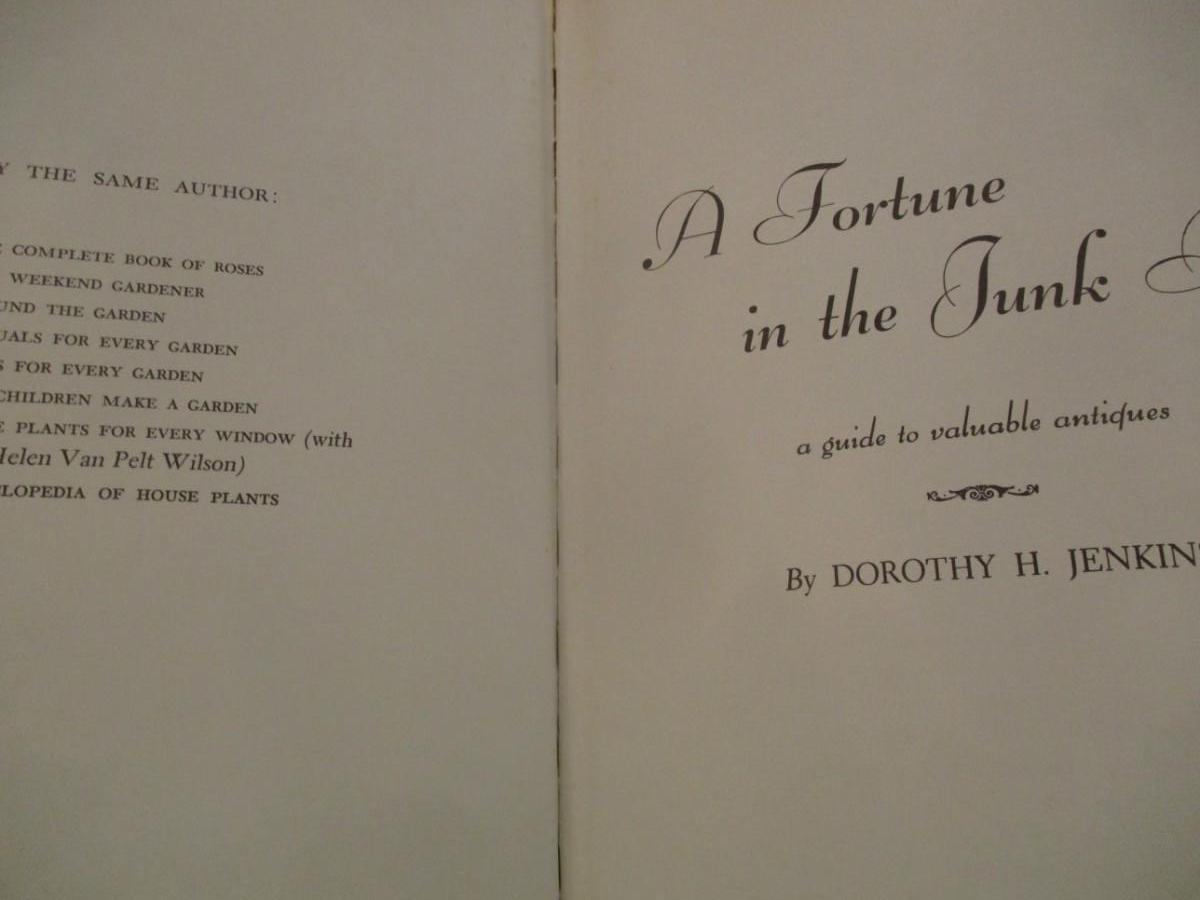 Y THE SAME AUTHOR:
COMPLETE BOOK OF ROSES
WEEKEND GARDENER
UND THE GARDEN
UALS FOR EVERY GARDEN
S FOR EVERY GARDEN
CHILDREN MAKE A GARDEN
E PLANTS FOR EVERY WINDOW (with
Helen Van Pelt Wilson)
CLOPEDIA OF HOUSE PLANTS
A Fortune
in the Junk
a guide to valuable antiques
By DOROTHY H. JENKINS